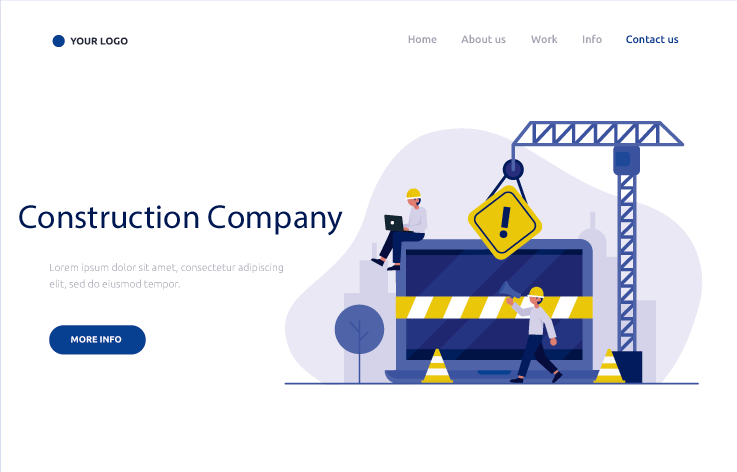 YOUR LOGO
Home
About us
Work
Info
Contact us
Construction Company
Lorem ipsum dolor sit amet, consectetur adipiscing
elit, sed do eiusmod tempor.
MORE INFO
!